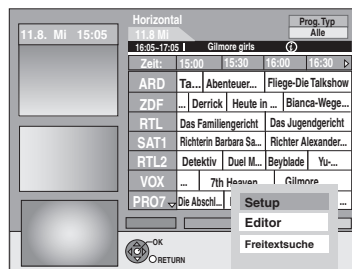 Horizontal
Prog.Typ
11.8. Mi 15:05
11.8 Mi
Alle
16:05~17:05 Gilmore girls i
Zeit: 15:00 15:30 16:00 16:30
ARD Ta... Abenteuer... Fliege-Die Talkshow
ZDF ... Derrick Heute in ... Bianca-Wege...
RTL Das Familiengericht Das Jugendgericht
SAT1 Richterin Barbara Sa... Richter Alexander...
RTL2 Detektiv Duel M... Beyblade Yu-...
VOX ... 7th Heaven Gilmore
PRO7 Die Abschl... ...
Setup
Editor
Freitextsuche
OK
RETURN